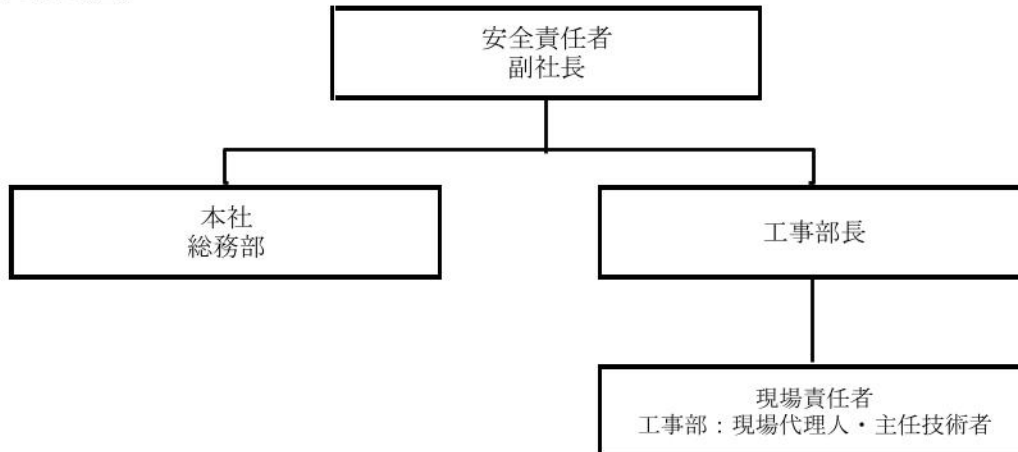 安全責任者
副社長
本社
総務部
工事部長
現場責任者
工事部：現場代理人・主任技術者